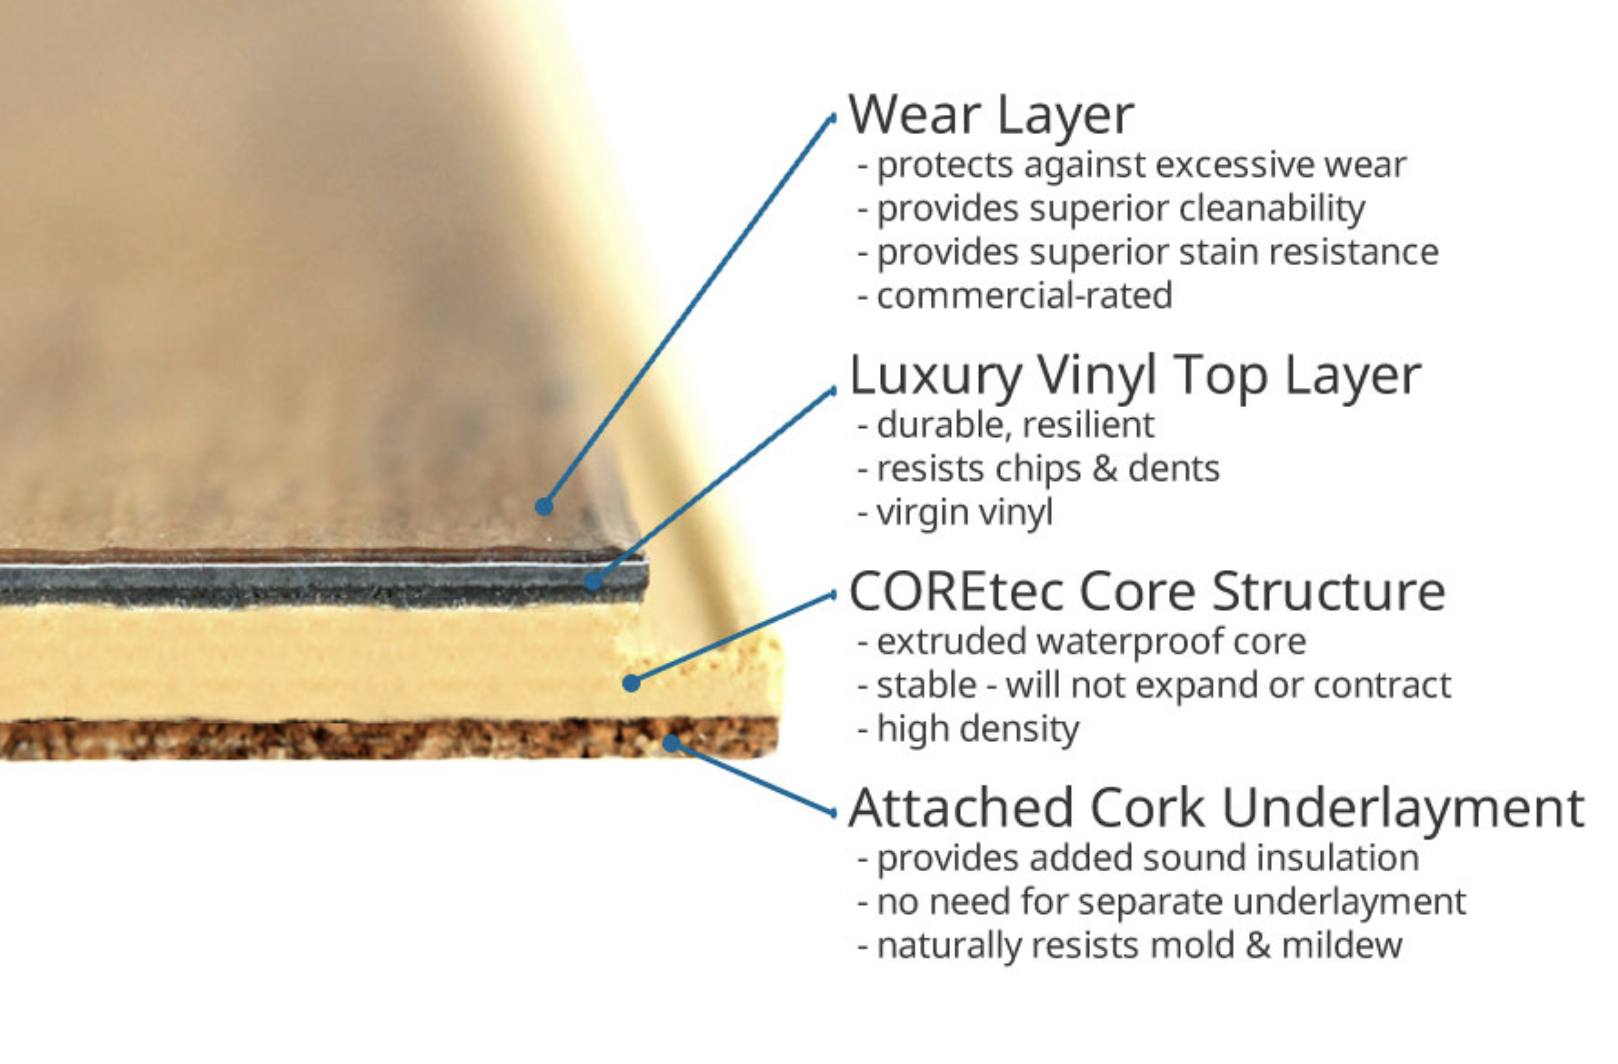 Wear Layer
- protects against excessive wear
- provides superior cleanability
- provides superior stain resistance
- commercial-rated
Luxury Vinyl Top Layer
- durable, resilient
- resists chips & dents
- virgin vinyl
COREtec Core Structure
- extruded waterproof core
- stable - will not expand or contract
- high density
Attached Cork Underlayment
- provides added sound insulation
- no need for separate underlayment
- naturally resists mold & mildew